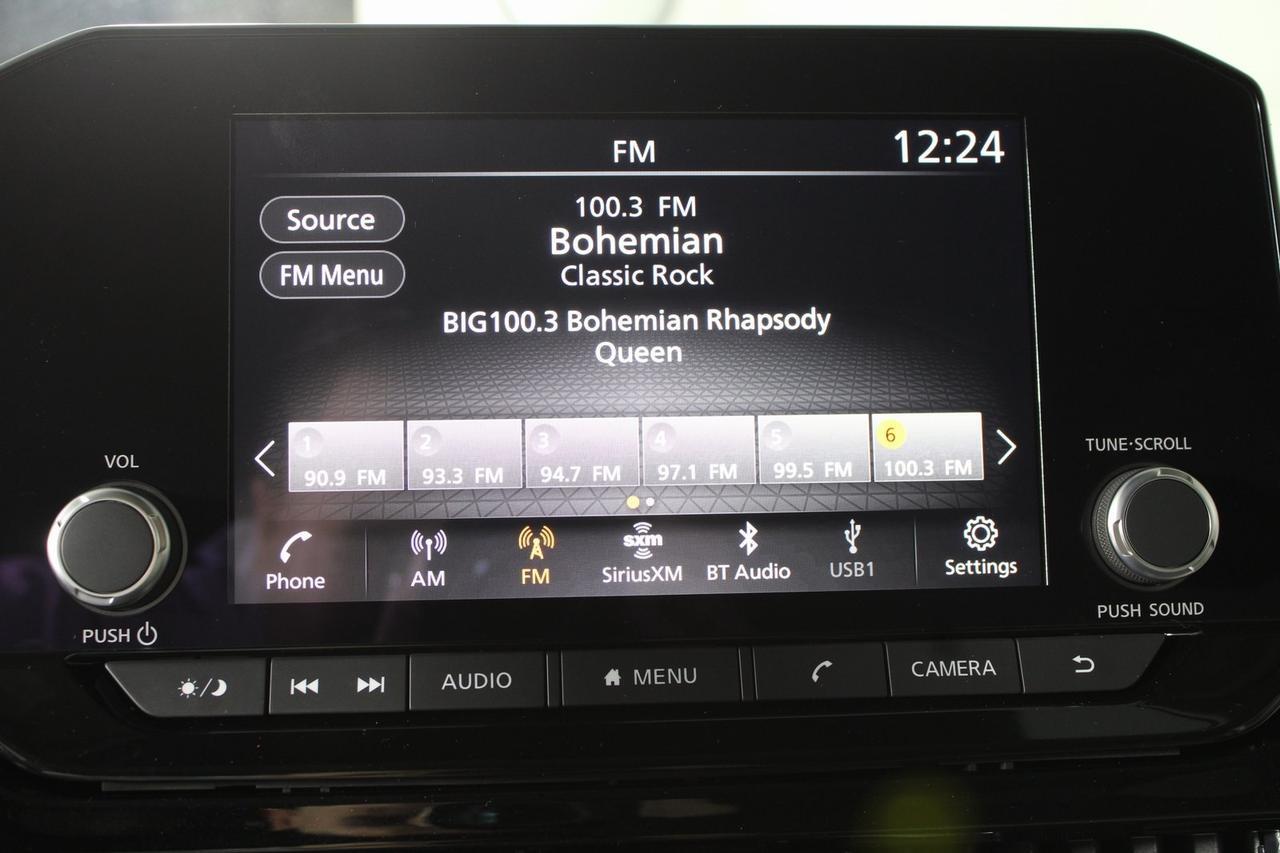 FM
12:24
Source
FM Menu
100.3 FM
Bohemian
Classic Rock
BIG100.3 Bohemian Rhapsody
Queen
1
90.9 FM
2
93.3 FM
3
94.7 FM
4
97.1 FM
5
99.5 FM
6
100.3 FM
Phone
AM
FM
sxm
SiriusXM
BT Audio
USB1
Settings
VOL
PUSH
TUNE·SCROLL
PUSH SOUND
AUDIO
MENU
CAMERA